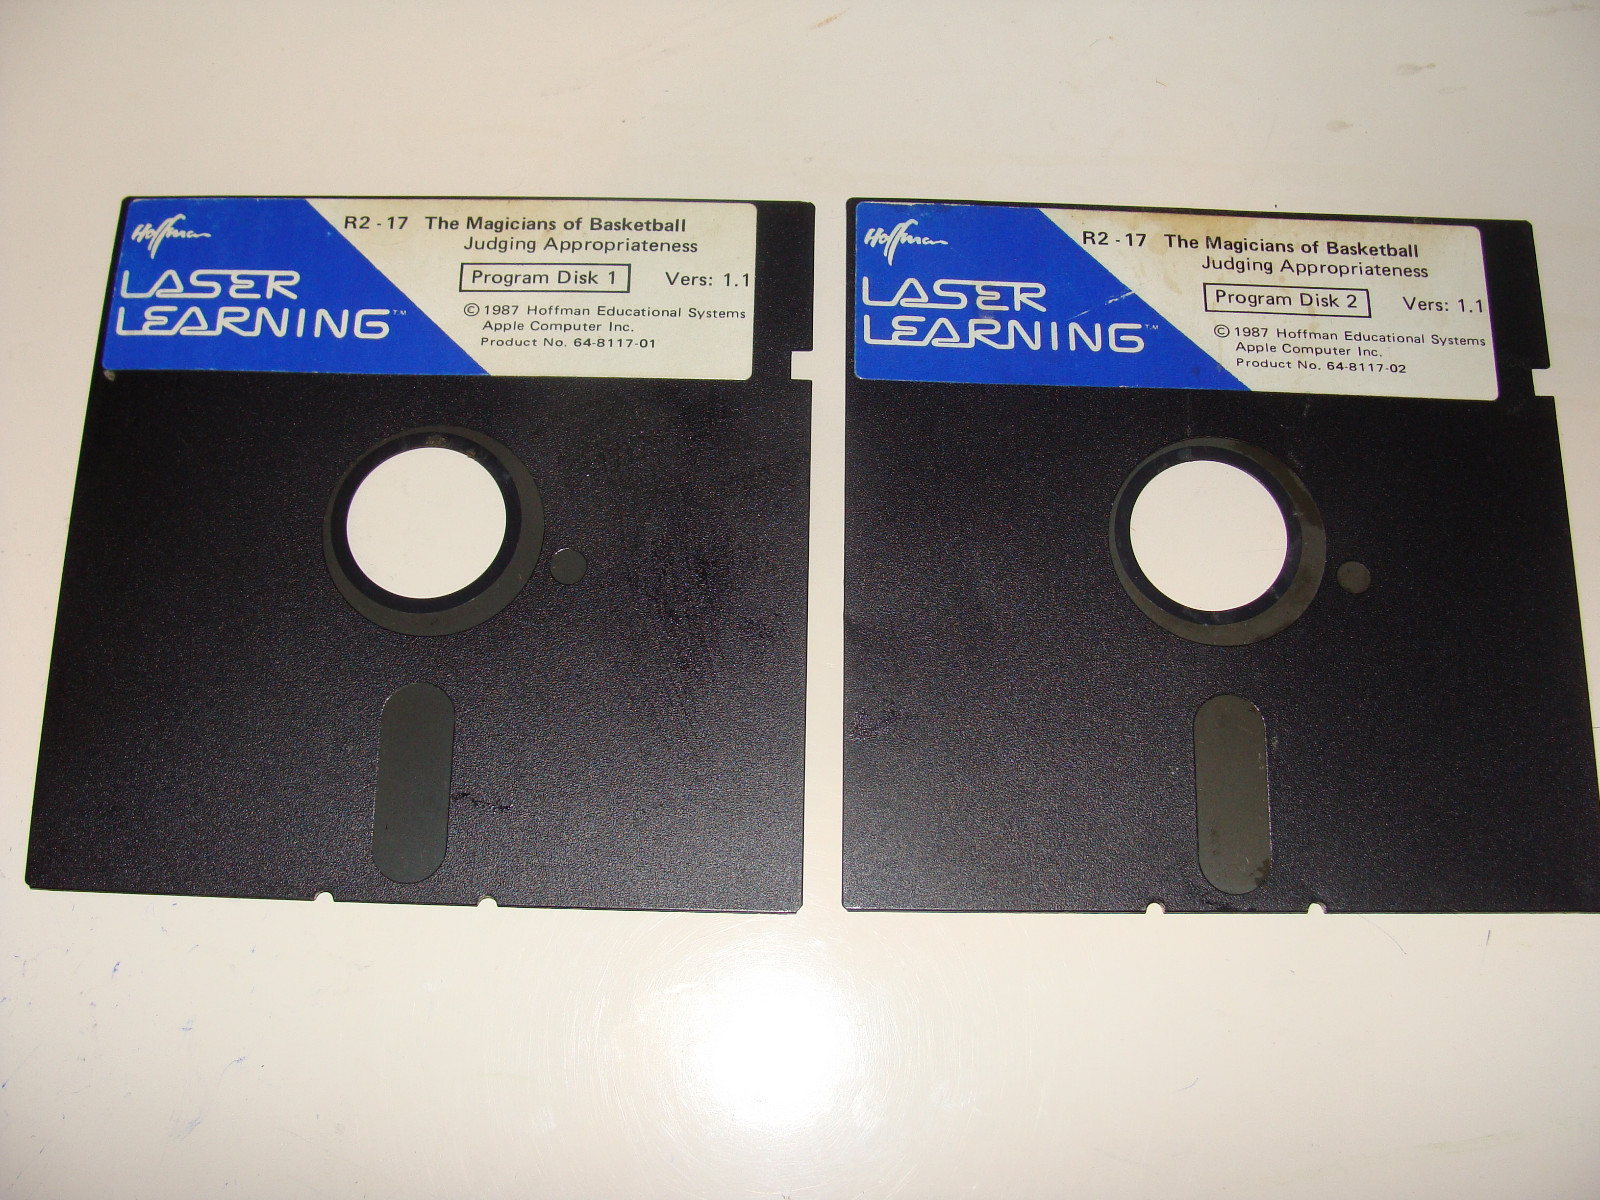 Hoffman
LASER
LEARNING™
R2 - 17 The Magicians of Basketball
Judging Appropriateness
Program Disk 1 Vers: 1.1
© 1987 Hoffman Educational Systems
Apple Computer Inc.
Product No. 64-8117-01
Hoffman
LASER
LEARNING™
R2 - 17 The Magicians of Basketball
Judging Appropriateness
Program Disk 2 Vers: 1.1
© 1987 Hoffman Educational Systems
Apple Computer Inc.
Product No. 64-8117-02